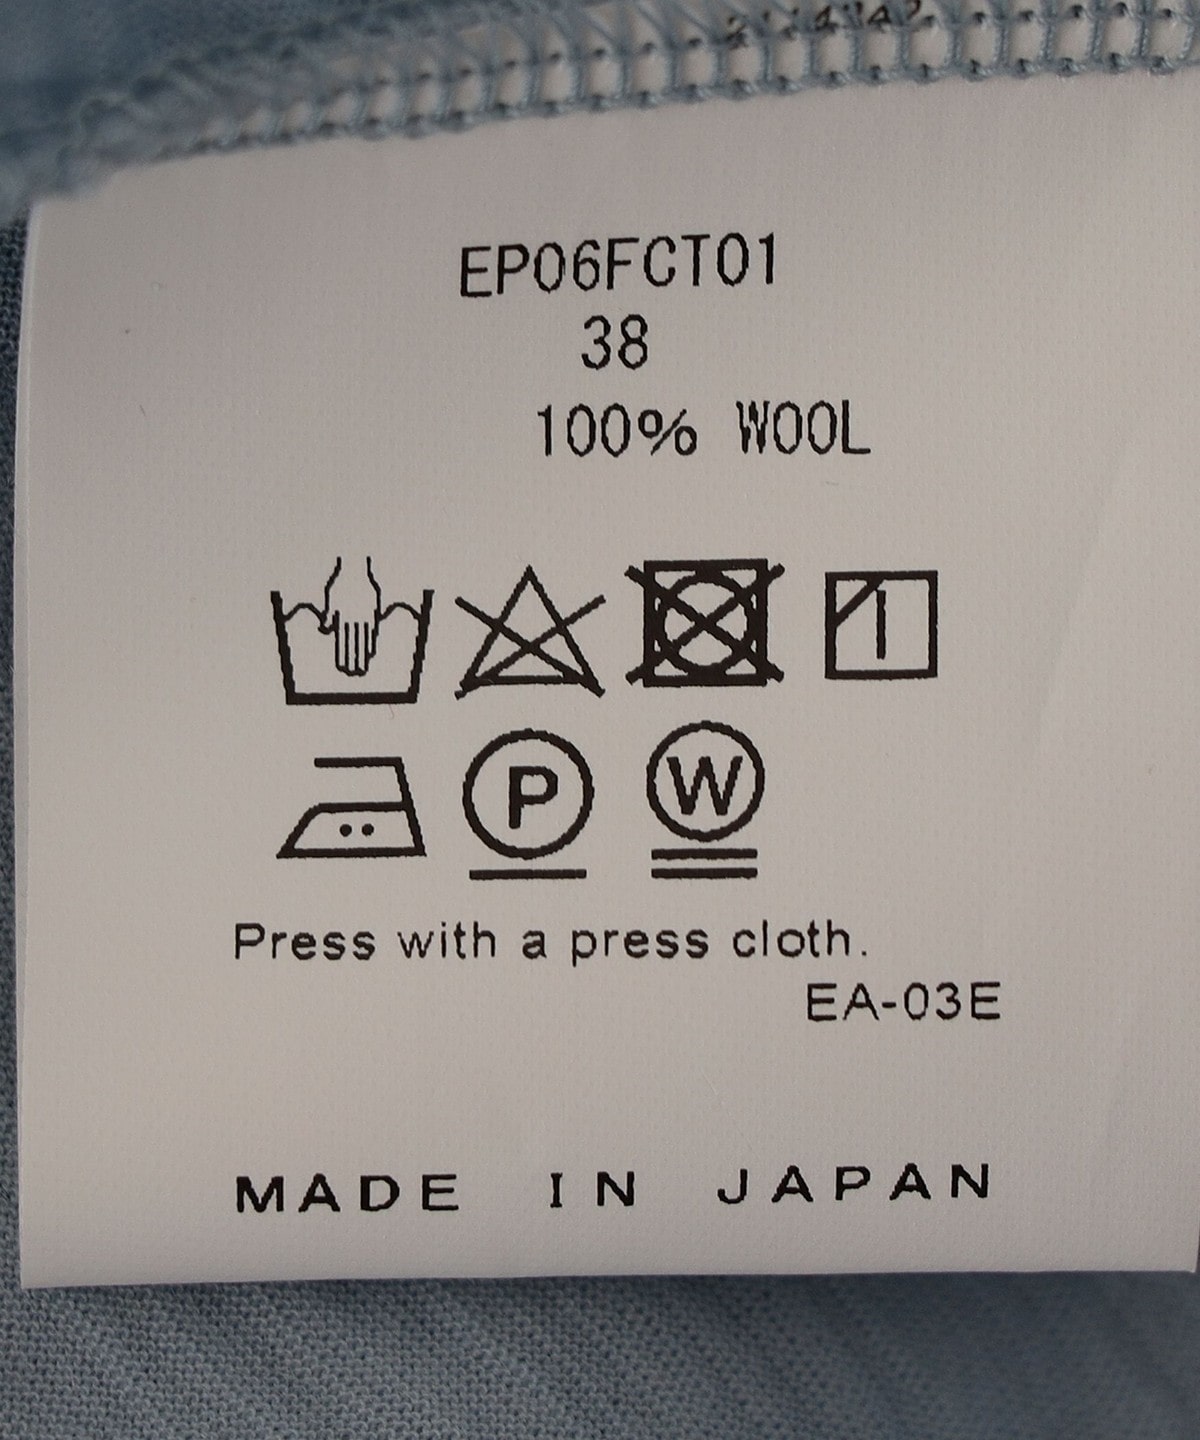 EP06FCT01
38
100% WOOL
P W
Press with a press cloth.
EA-03E
MADE IN JAPAN